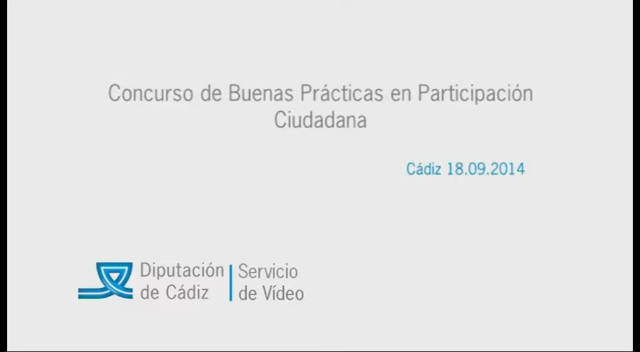 Concurso de Buenas Prácticas en Participación
Ciudadana
Cádiz 18.09.2014
Diputación
de Cádiz
Servicio
de Vídeo